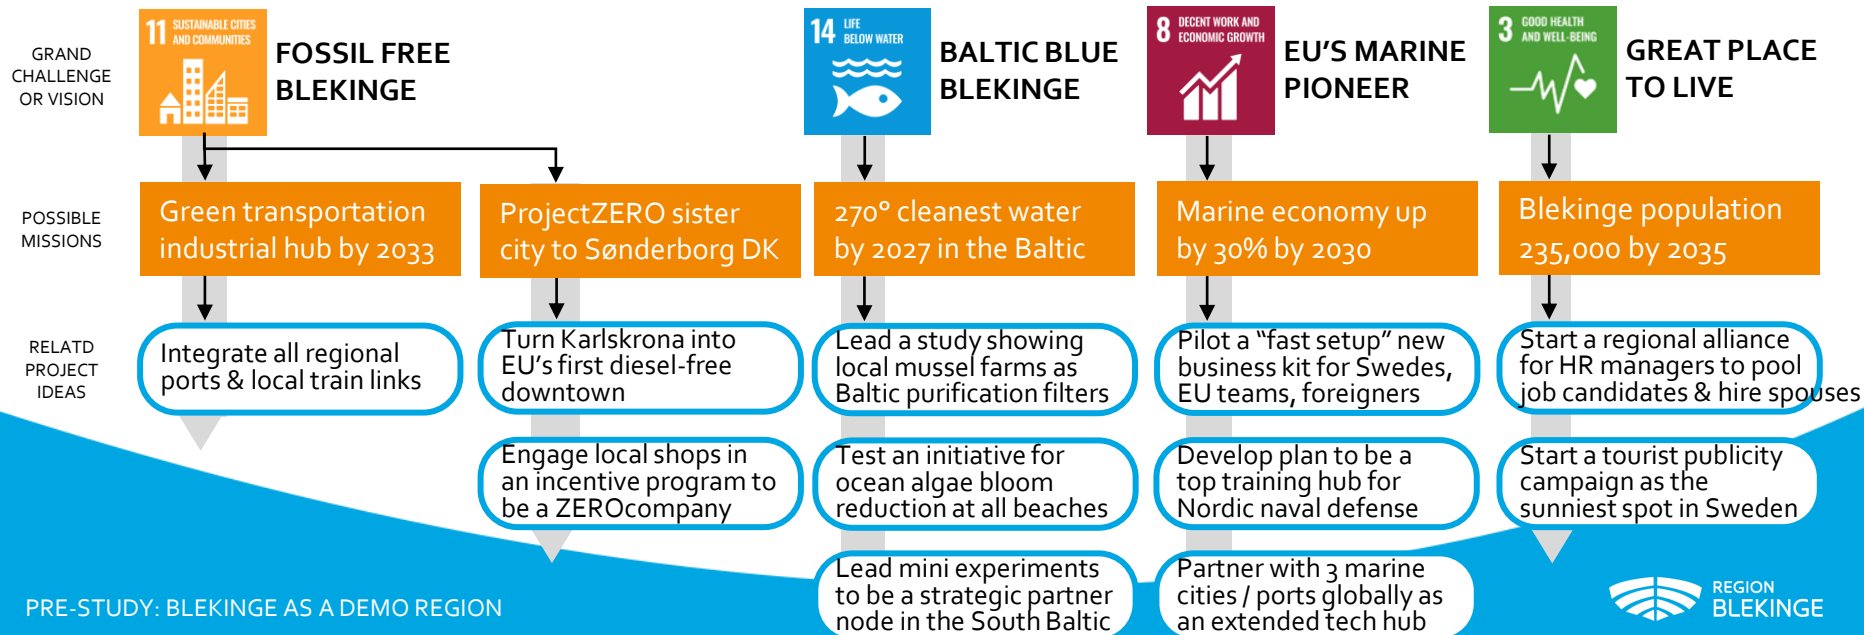 GRAND
CHALLENGE
OR VISION
11 SUSTAINABLE CITIES
AND COMMUNITIES
FOSSIL FREE
BLEKINGE
14 LIFE
BELOW WATER
BALTIC BLUE
BLEKINGE
8 DECENT WORK AND
ECONOMIC GROWTH
EU'S MARINE
PIONEER
3 GOOD HEALTH
AND WELL-BEING
GREAT PLACE
TO LIVE
POSSIBLE
MISSIONS
Green transportation
industrial hub by 2033
ProjectZERO sister
city to Sønderborg DK
270° cleanest water
by 2027 in the Baltic
Marine economy up
by 30% by 2030
Blekinge population
235,000 by 2035
RELATD
PROJECT
IDEAS
Integrate all regional
ports & local train links
Turn Karlskrona into
EU's first diesel-free
downtown
Lead a study showing
local mussel farms as
Baltic purification filters
Pilot a “fast setup” new
business kit for Swedes,
EU teams, foreigners
Start a regional alliance
for HR managers to pool
job candidates & hire spouses
Engage local shops in
an incentive program to
be a ZEROcompany
Test an initiative for
ocean algae bloom
reduction at all beaches
Develop plan to be a
top training hub for
Nordic naval defense
Start a tourist publicity
campaign as the
sunniest spot in Sweden
Lead mini experiments
to be a strategic partner
node in the South Baltic
Partner with 3 marine
cities / ports globally as
an extended tech hub
PRE-STUDY: BLEKINGE AS A DEMO REGION
REGION
BLEKINGE